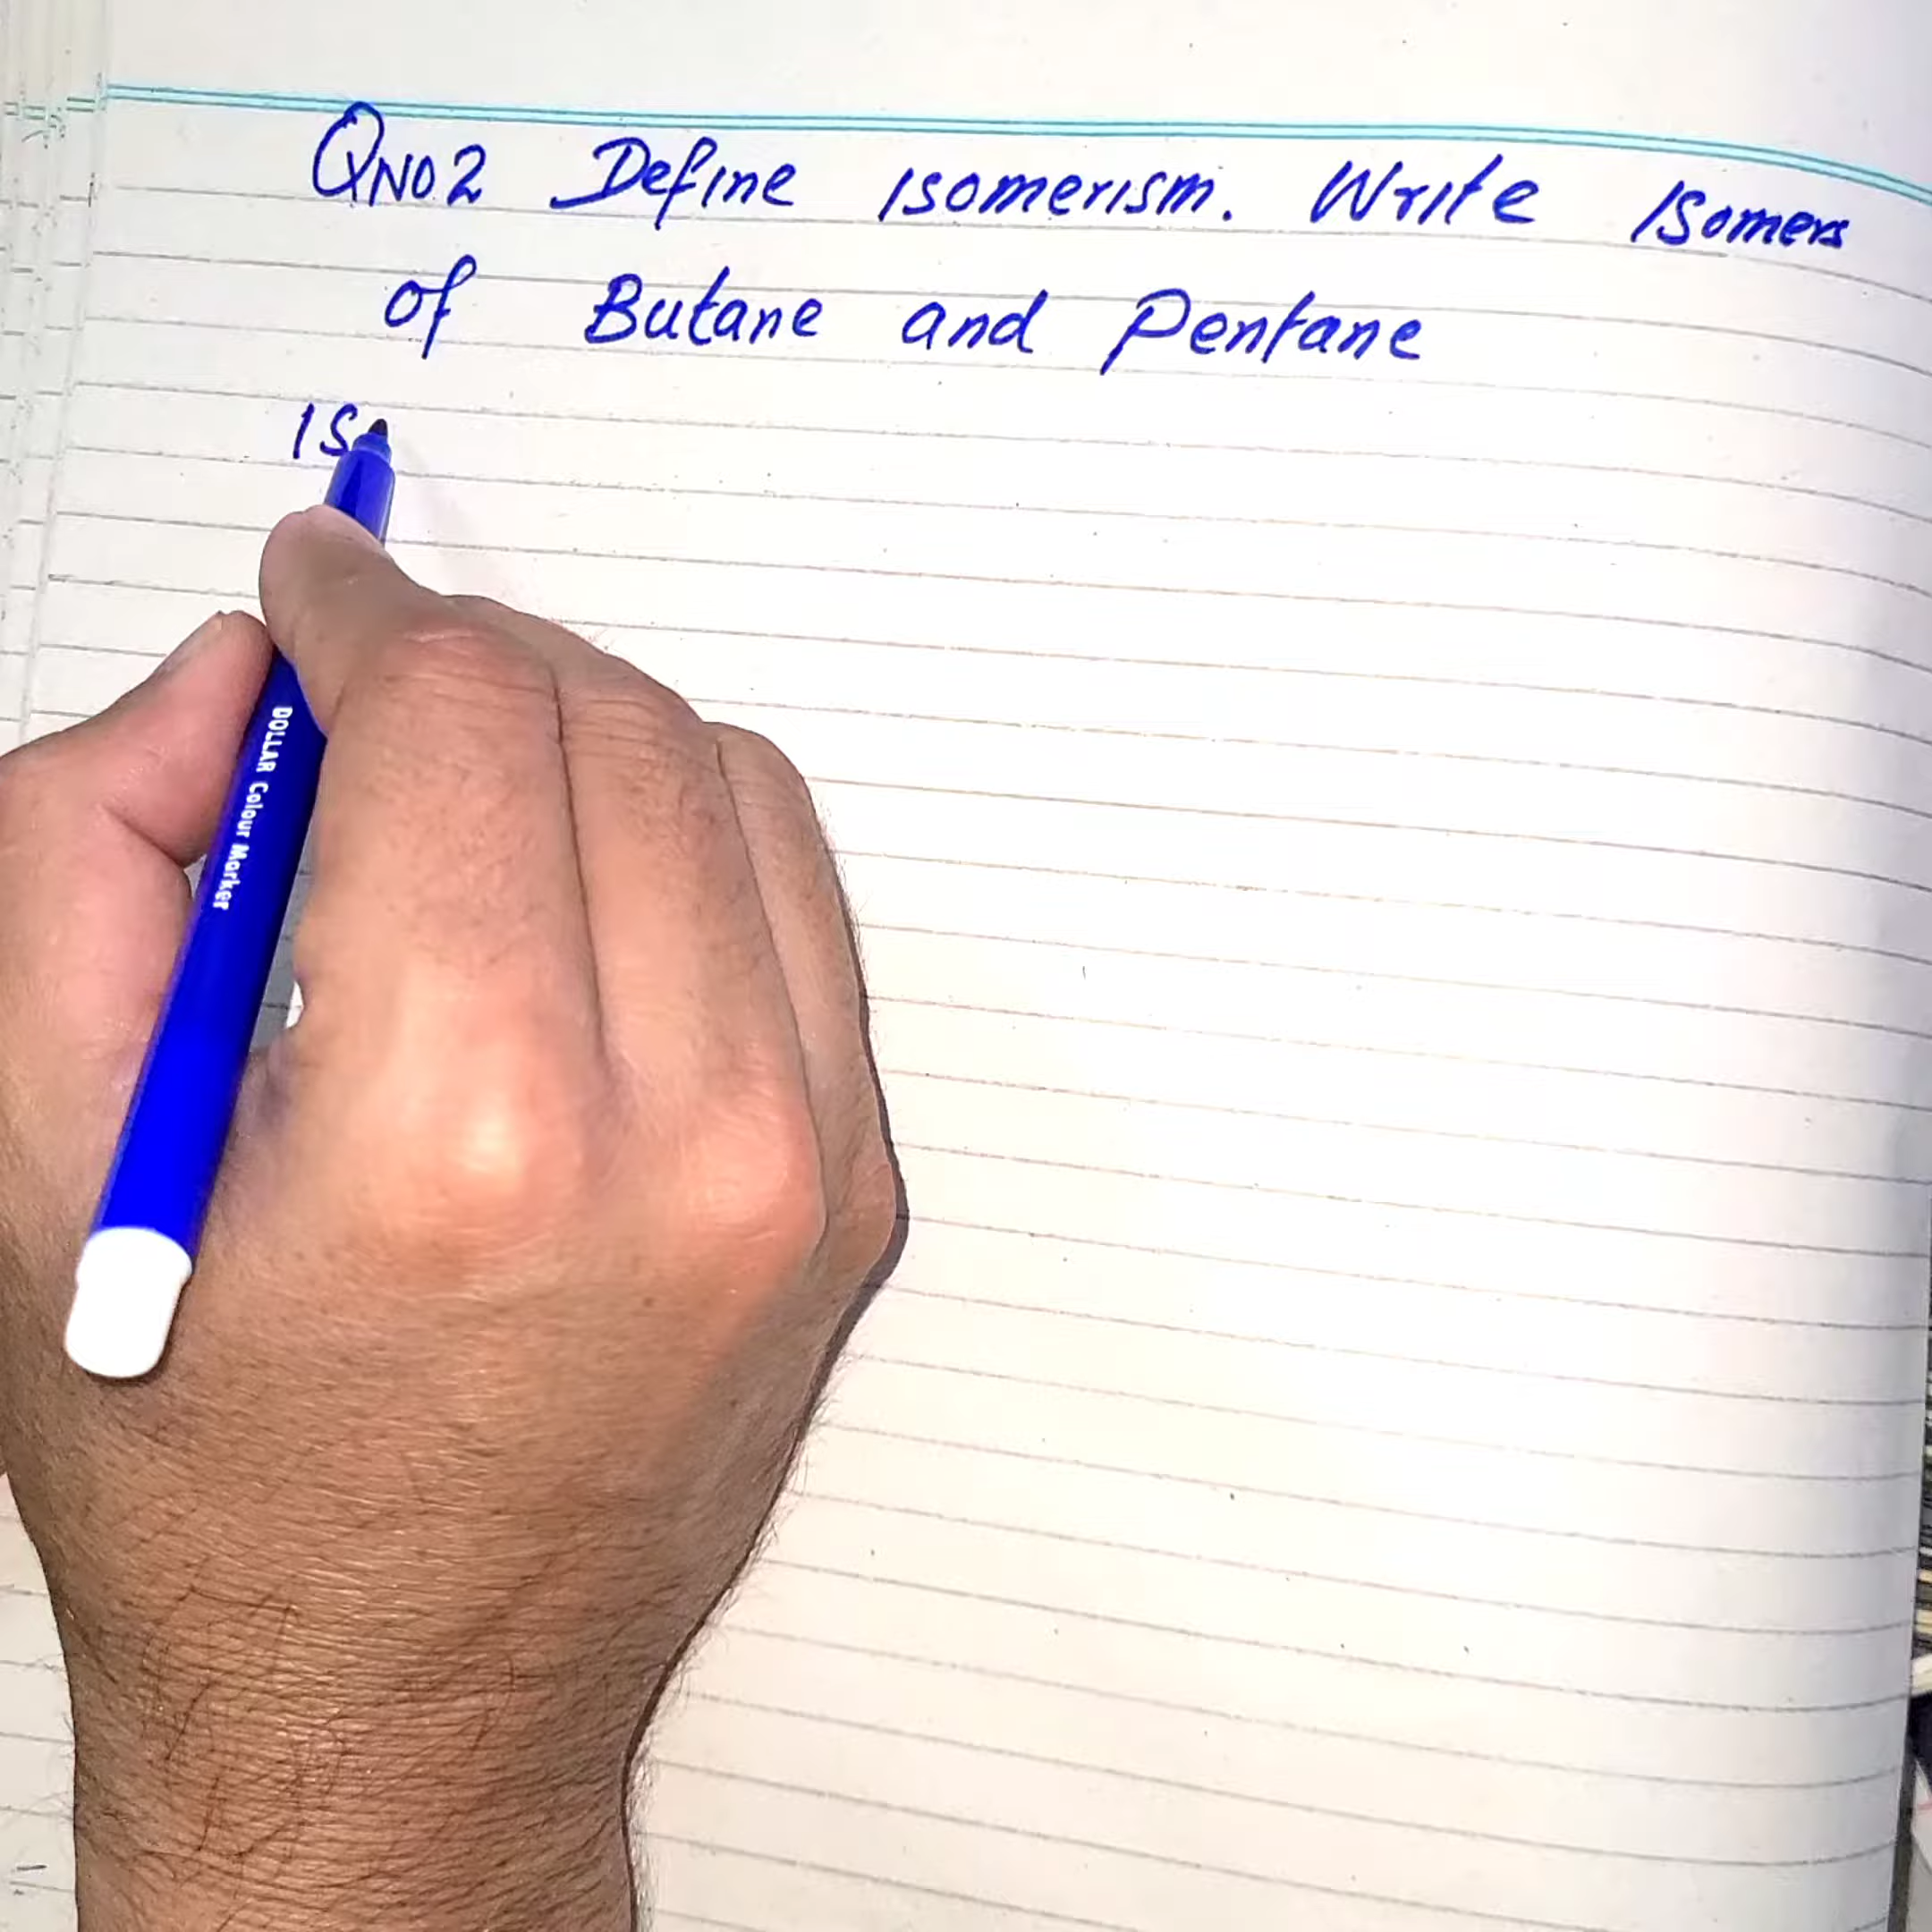 QNO2 Define isomerism. Write Isomers
of Butane and Pentane
IS
DOLLAR Colour Marker